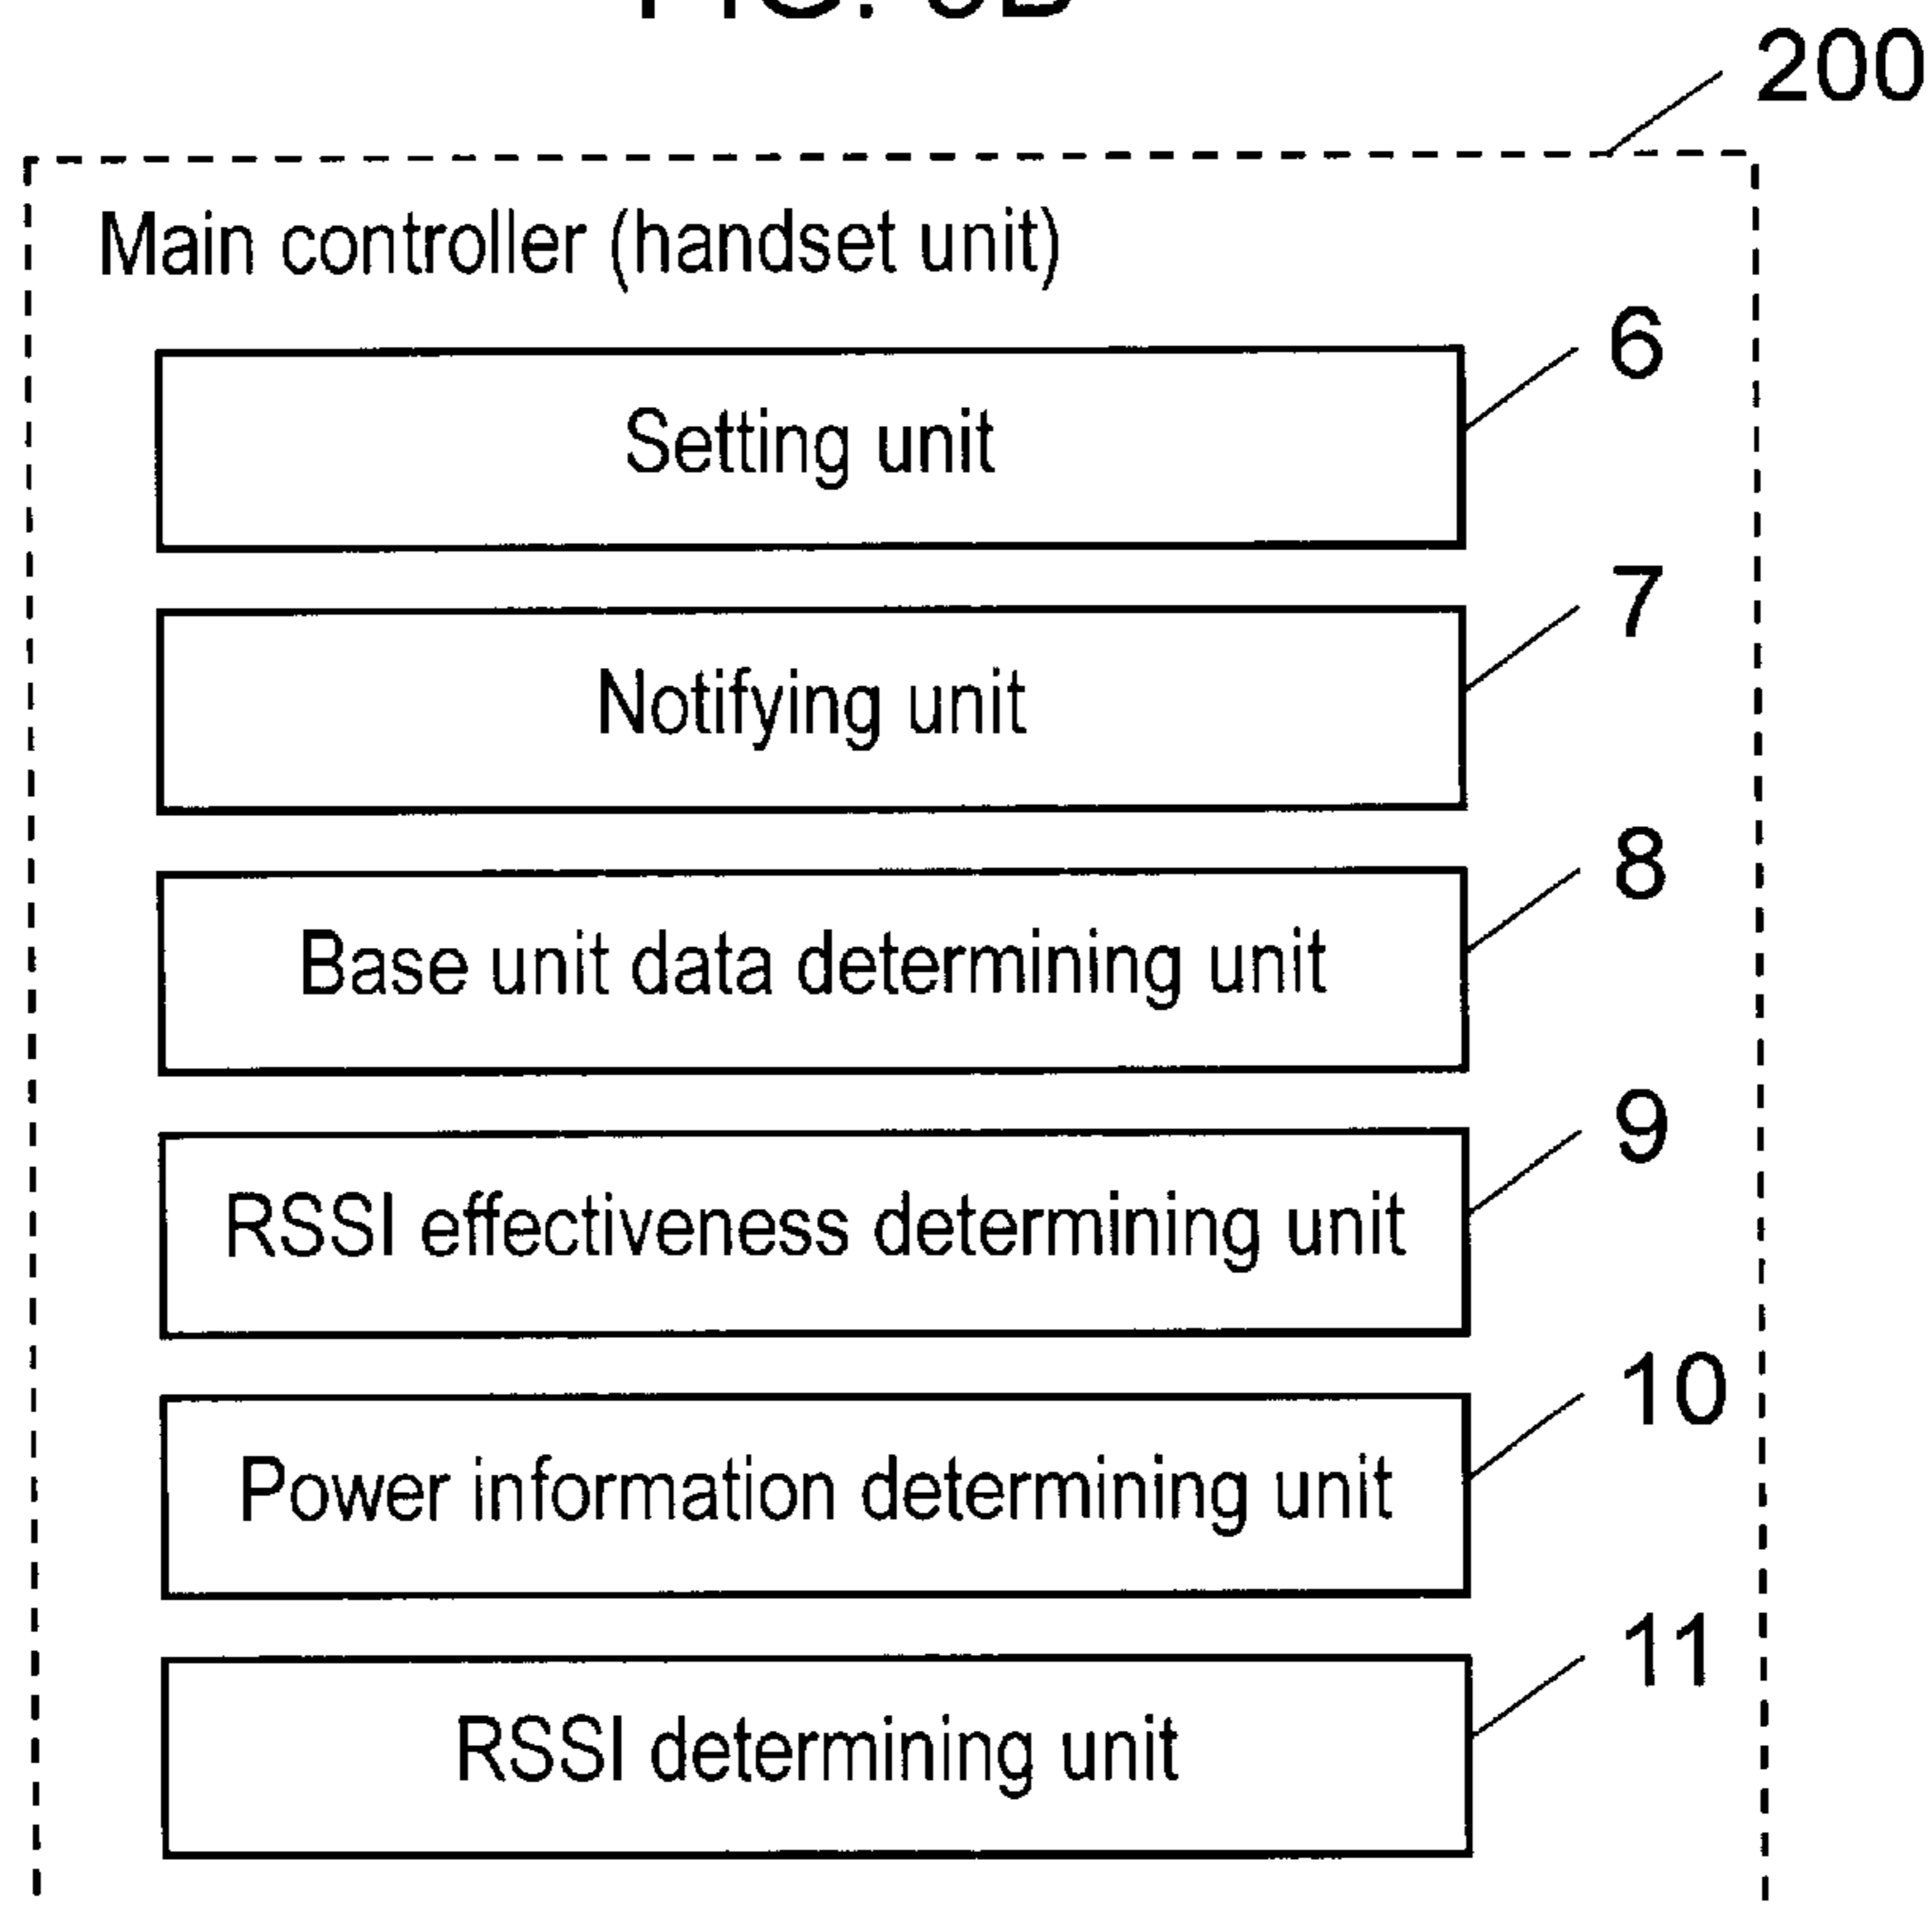 200
Main controller (handset unit)
6
Setting unit
7
Notifying unit
8
Base unit data determining unit
9
RSSI effectiveness determining unit
10
Power information determining unit
11
RSSI determining unit